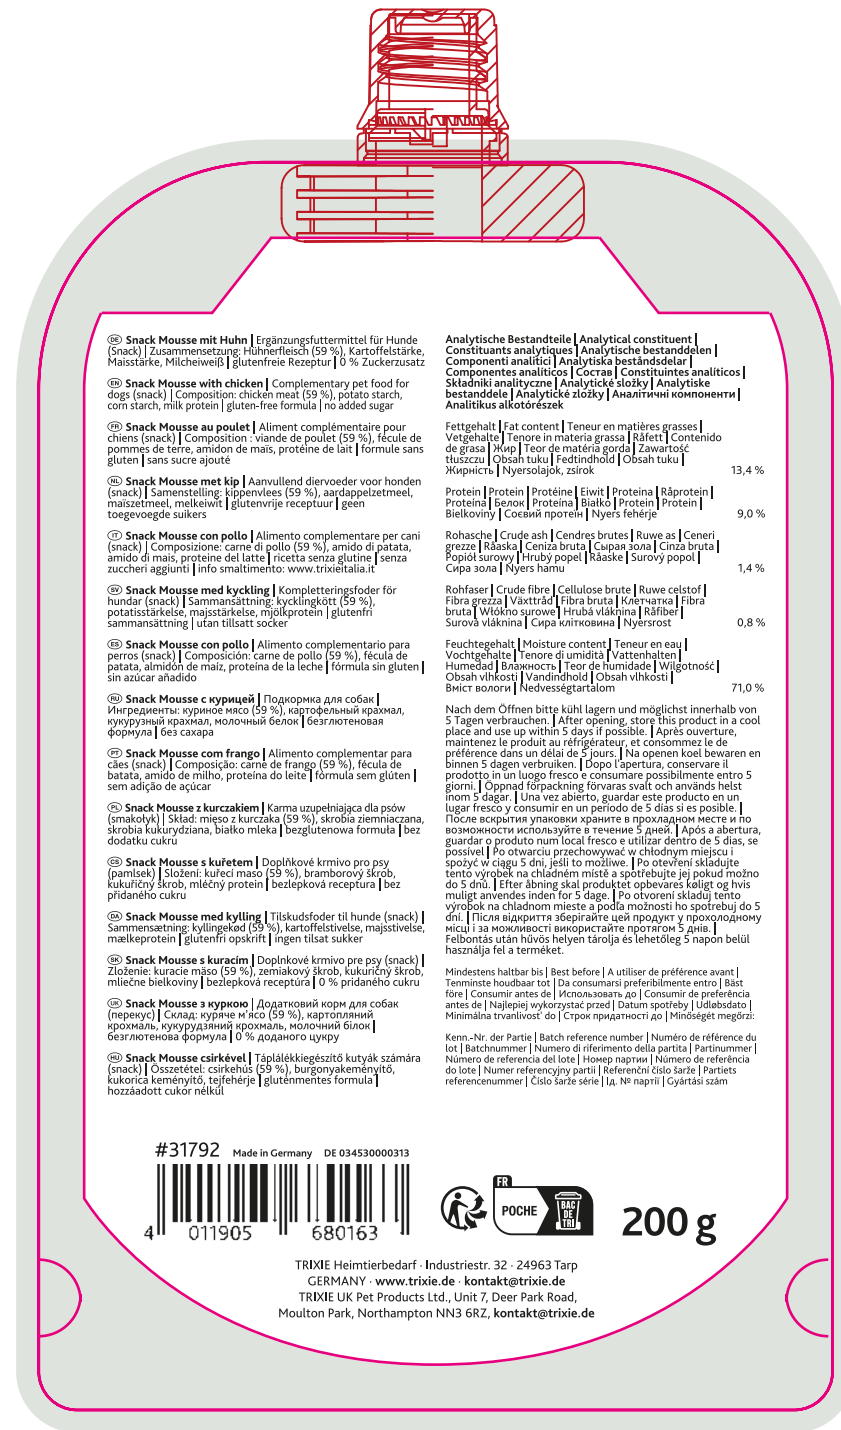 DE Snack Mousse mit Huhn | Ergänzungsfuttermittel für Hunde
(Snack) | Zusammensetzung: Hühnerfleisch (59 %), Kartoffelstärke,
Maisstärke, Milcheiweiß | glutenfreie Rezeptur | 0 % Zuckerzusatz
EN Snack Mousse with chicken | Complementary pet food for
dogs (snack) | Composition: chicken meat (59 %), potato starch,
corn starch, milk protein | gluten-free formula | no added sugar
FR Snack Mousse au poulet | Aliment complémentaire pour
chiens (snack) | Composition : viande de poulet (59 %), fécule de
pommes de terre, amidon de maïs, protéine de lait | formule sans
gluten | sans sucre ajouté
NL Snack Mousse met kip | Aanvullend diervoeder voor honden
(snack) | Samenstelling: kippenvlees (59 %), aardappelzetmeel,
maïszetmeel, melkeiwit | glutenvrije receptuur | geen
toegevoegde suikers
IT Snack Mousse con pollo | Alimento complementare per cani
(snack) | Composizione: carne di pollo (59 %), amido di patata,
amido di mais, proteine del latte | ricetta senza glutine | senza
zuccheri aggiunti | info smaltimento: www.trixieitalia.it
SV Snack Mousse med kyckling | Kompletteringsfoder för
hundar (snack) | Sammansättning: kycklingkött (59 %),
potatisstärkelse, majsstärkelse, mjölkprotein | glutenfri
sammansättning | utan tillsatt socker
ES Snack Mousse con pollo | Alimento complementario para
perros (snack) | Composición: carne de pollo (59 %), fécula de
patata, almidón de maíz, proteína de la leche | fórmula sin gluten |
sin azúcar añadido
RU Snack Mousse с курицей | Подкормка для собак |
Ингредиенты: куриное мясо (59 %), картофельный крахмал,
кукурузный крахмал, молочный белок | безглютеновая
формула | без сахара
PT Snack Mousse com frango | Alimento complementar para
cães (snack) | Composição: carne de frango (59 %), fécula de
batata, amido de milho, proteína do leite | fórmula sem glúten |
sem adição de açúcar
PL Snack Mousse z kurczakiem | Karma uzupełniająca dla psów
(smakołyk) | Skład: mięso z kurczaka (59 %), skrobia ziemniaczana,
skrobia kukurydziana, białko mleka | bezglutenowa formuła | bez
dodatku cukru
CS Snack Mousse s kuřetem | Doplňkové krmivo pro psy
(pamlsek) | Složení: kuřecí maso (59 %), bramborový škrob,
kukuřičný škrob, mléčný protein | bezlepková receptura | bez
přidaného cukru
DA Snack Mousse med kylling | Tilskudsfoder til hunde (snack) |
Sammensætning: kyllingekød (59 %), kartoffelstivelse, majsstivelse,
mælkeprotein | glutenfri opskrift | ingen tilsat sukker
SK Snack Mousse s kuracím | Doplnkové krmivo pre psy (snack) |
Zloženie: kuracie mäso (59 %), zemiakový škrob, kukuričný škrob,
mliečne bielkoviny | bezlepková receptúra | 0 % pridaného cukru
UK Snack Mousse з куркою | Додатковий корм для собак
(перекус) | Склад: куряче м'ясо (59 %), картопляний
крохмаль, кукурудзяний крохмаль, молочний білок |
безглютенова формула | 0 % доданого цукру
HU Snack Mousse csirkével | Táplálékkiegészítő kutyák számára
(snack) | Összetétel: csirkehús (59 %), burgonyakeményítő,
kukorica keményítő, tejfehérje | gluténmentes formula |
hozzáadott cukor nélkül
Analytische Bestandteile | Analytical constituent |
Constituants analytiques | Analytische bestanddelen |
Componenti analitici | Analytiska beståndsdelar |
Componentes analíticos | Состав | Constituintes analíticos |
Składniki analityczne | Analytické složky | Analytiske
bestanddele | Analytické zložky | Аналітичні компоненти |
Analitikus alkotórészek
Fettgehalt | Fat content | Teneur en matières grasses |
Vetgehalte | Tenore in materia grassa | Råfett | Contenido
de grasa | Жир | Teor de matéria gorda | Zawartość
tłuszczu | Obsah tuku | Fedtindhold | Obsah tuku |
Жирність | Nyersolajok, zsírok 13,4 %
Protein | Protein | Protéine | Eiwit | Proteina | Råprotein |
Proteína | Белок | Proteína | Białko | Protein | Protein |
Bielkoviny | Соєвий протеїн | Nyers fehérje 9,0 %
Rohasche | Crude ash | Cendres brutes | Ruwe as | Ceneri
grezze | Råaska | Ceniza bruta | Сырая зола | Cinza bruta |
Popiół surowy | Hrubý popel | Råaske | Surový popol |
Сира зола | Nyers hamu 1,4 %
Rohfaser | Crude fibre | Cellulose brute | Ruwe celstof |
Fibra grezza | Växttråd | Fibra bruta | Клетчатка | Fibra
bruta | Włókno surowe | Hrubá vláknina | Råfiber |
Surová vláknina | Сира клітковина | Nyersrost 0,8 %
Feuchtegehalt | Moisture content | Teneur en eau |
Vochtgehalte | Tenore di umidità | Vattenhalten |
Humedad | Влажность | Teor de humidade | Wilgotność |
Obsah vlhkosti | Vandindhold | Obsah vlhkosti |
Вміст вологи | Nedvességtartalom 71,0 %
Nach dem Öffnen bitte kühl lagern und möglichst innerhalb von
5 Tagen verbrauchen. | After opening, store this product in a cool
place and use up within 5 days if possible. | Après ouverture,
maintenez le produit au réfrigérateur, et consommez le de
préférence dans un délai de 5 jours. | Na openen koel bewaren en
binnen 5 dagen verbruiken. | Dopo l'apertura, conservare il
prodotto in un luogo fresco e consumare possibilmente entro 5
giorni. | Öppnad förpackning förvaras svalt och används helst
inom 5 dagar. | Una vez abierto, guardar este producto en un
lugar fresco y consumir en un periodo de 5 días si es posible. |
После вскрытия упаковки храните в прохладном месте и по
возможности используйте в течение 5 дней. | Após a abertura,
guardar o produto num local fresco e utilizar dentro de 5 dias, se
possível | Po otwarciu przechowywać w chłodnym miejscu i
spożyć w ciągu 5 dni, jeśli to możliwe. | Po otevření skladujte
tento výrobek na chladném místě a spotřebujte jej pokud možno
do 5 dnů. | Efter åbning skal produktet opbevares køligt og hvis
muligt anvendes inden for 5 dage. | Po otvorení skladuj tento
výrobok na chladnom mieste a podľa možnosti ho spotrebuj do 5
dní. | Після відкриття зберігайте цей продукт у прохолодному
місці і за можливості використайте протягом 5 днів. |
Felbontás után hűvös helyen tárolja és lehetőleg 5 napon belül
használja fel a terméket.
Mindestens haltbar bis | Best before | A utiliser de préférence avant |
Tenminste houdbaar tot | Da consumarsi preferibilmente entro | Bäst
före | Consumir antes de | Использовать до | Consumir de preferência
antes de | Najlepiej wykorzystać przed | Datum spotřeby | Udløbsdato |
Minimálna trvanlivosť do | Строк придатності до | Minőségét megőrzi:
Kenn.-Nr. der Partie | Batch reference number | Numéro de référence du
lot | Batchnummer | Numero di riferimento della partita | Partinummer |
Número de referencia del lote | Номер партии | Número de referência
do lote | Numer referencyjny partii | Referenční číslo šarže | Partiets
referencenummer | Číslo šarže série | Ід. № партії | Gyártási szám
#31792 Made in Germany DE 034530000313
4 011905 680163
FR
POCHE
BAC
DE
TRI
200 g
TRIXIE Heimtierbedarf · Industriestr. 32 · 24963 Tarp
GERMANY · www.trixie.de · kontakt@trixie.de
TRIXIE UK Pet Products Ltd., Unit 7, Deer Park Road,
Moulton Park, Northampton NN3 6RZ, kontakt@trixie.de